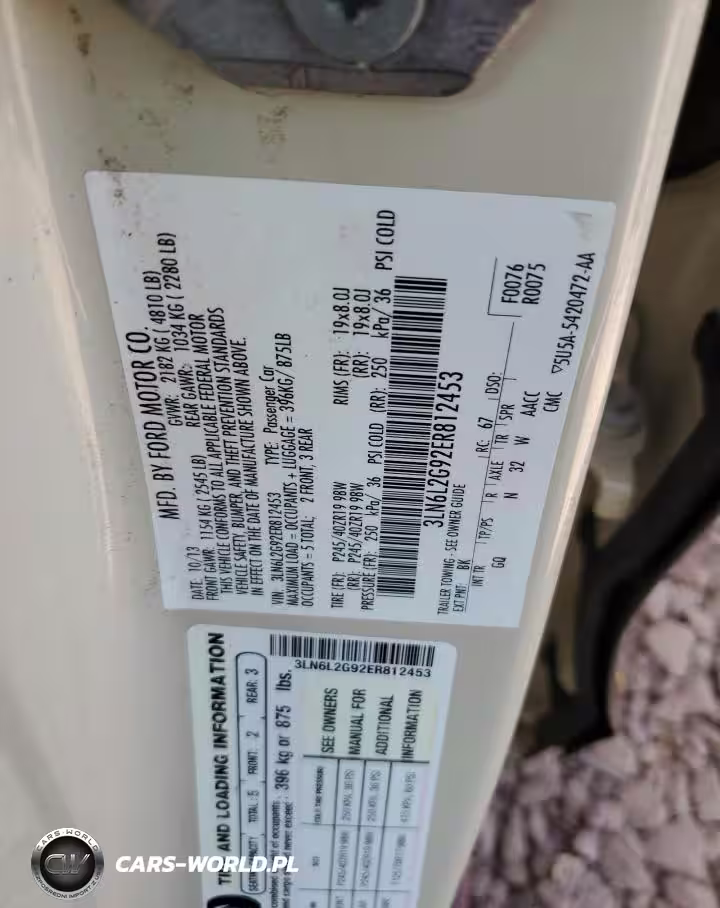 MFD. BY FORD MOTOR CO.
DATE: 10/13 GVWR: 2182 KG ( 4810 LB)
FRONT GAWR: 1154 KG ( 2545 LB) REAR GAWR: 1034 KG ( 2280 LB)
THIS VEHICLE CONFORMS TO ALL APPLICABLE FEDERAL MOTOR
VEHICLE SAFETY, BUMPER, AND THEFT PREVENTION STANDARDS
IN EFFECT ON THE DATE OF MANUFACTURE SHOWN ABOVE.
VIN: 3LN6L2G92ER812453 TYPE: Passenger Car
MAXIMUM LOAD = OCCUPANTS + LUGGAGE = 396KG/ 875LB
OCCUPANTS = 5 TOTAL: 2 FRONT, 3 REAR
TIRE (FR): P245/40ZR19 98W RIMS (FR): 19x8.0J
(RR): P245/40ZR19 98W (RR): 19x8.0J
PRESSURE (FR): 250 kPa/ 36 PSI COLD (RR): 250 kPa/ 36 PSI COLD
3LN6L2G92ER812453
TRAILER TOWING - SEE OWNER GUIDE
EXT PNT: BK RC: 67 DSO: F0076
R0075
INT TR TP/PS R AXLE TR SPR
GQ N 32 W AACC
CMC
5U5A-5420472-AA
3LN6L2G92ER812453
AND LOADING INFORMATION
TOTAL: 5 FRONT: 2 REAR: 3
396 kg or 875 lbs.
SEE OWNERS
MANUAL FOR
ADDITIONAL
INFORMATION
CARS-WORLD
CW
BEZPOŚREDNI IMPORT Z USA
CARS-WORLD.PL